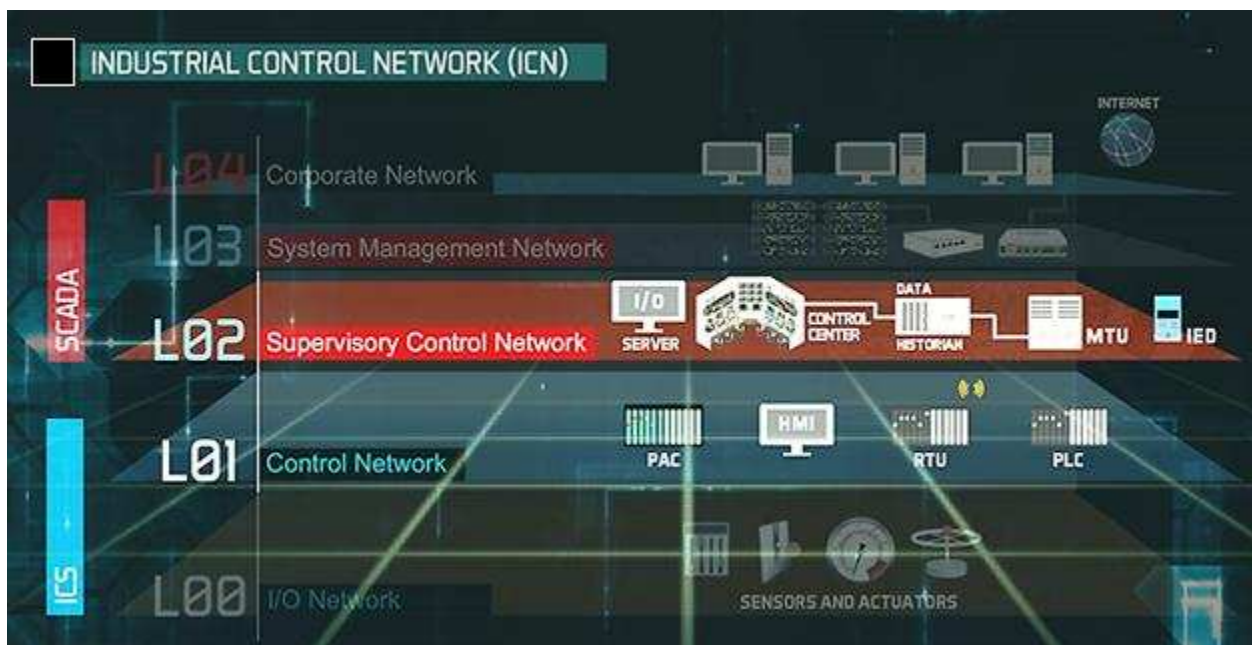 INDUSTRIAL CONTROL NETWORK (ICN)
INTERNET
L04 Corporate Network
L03 System Management Network
SCADA
L02 Supervisory Control Network
I/O
SERVER
CONTROL
CENTER
DATA
HISTORIAN
MTU
IED
L01 Control Network
PAC
HMI
RTU
PLC
ICS
L00 I/O Network
SENSORS AND ACTUATORS